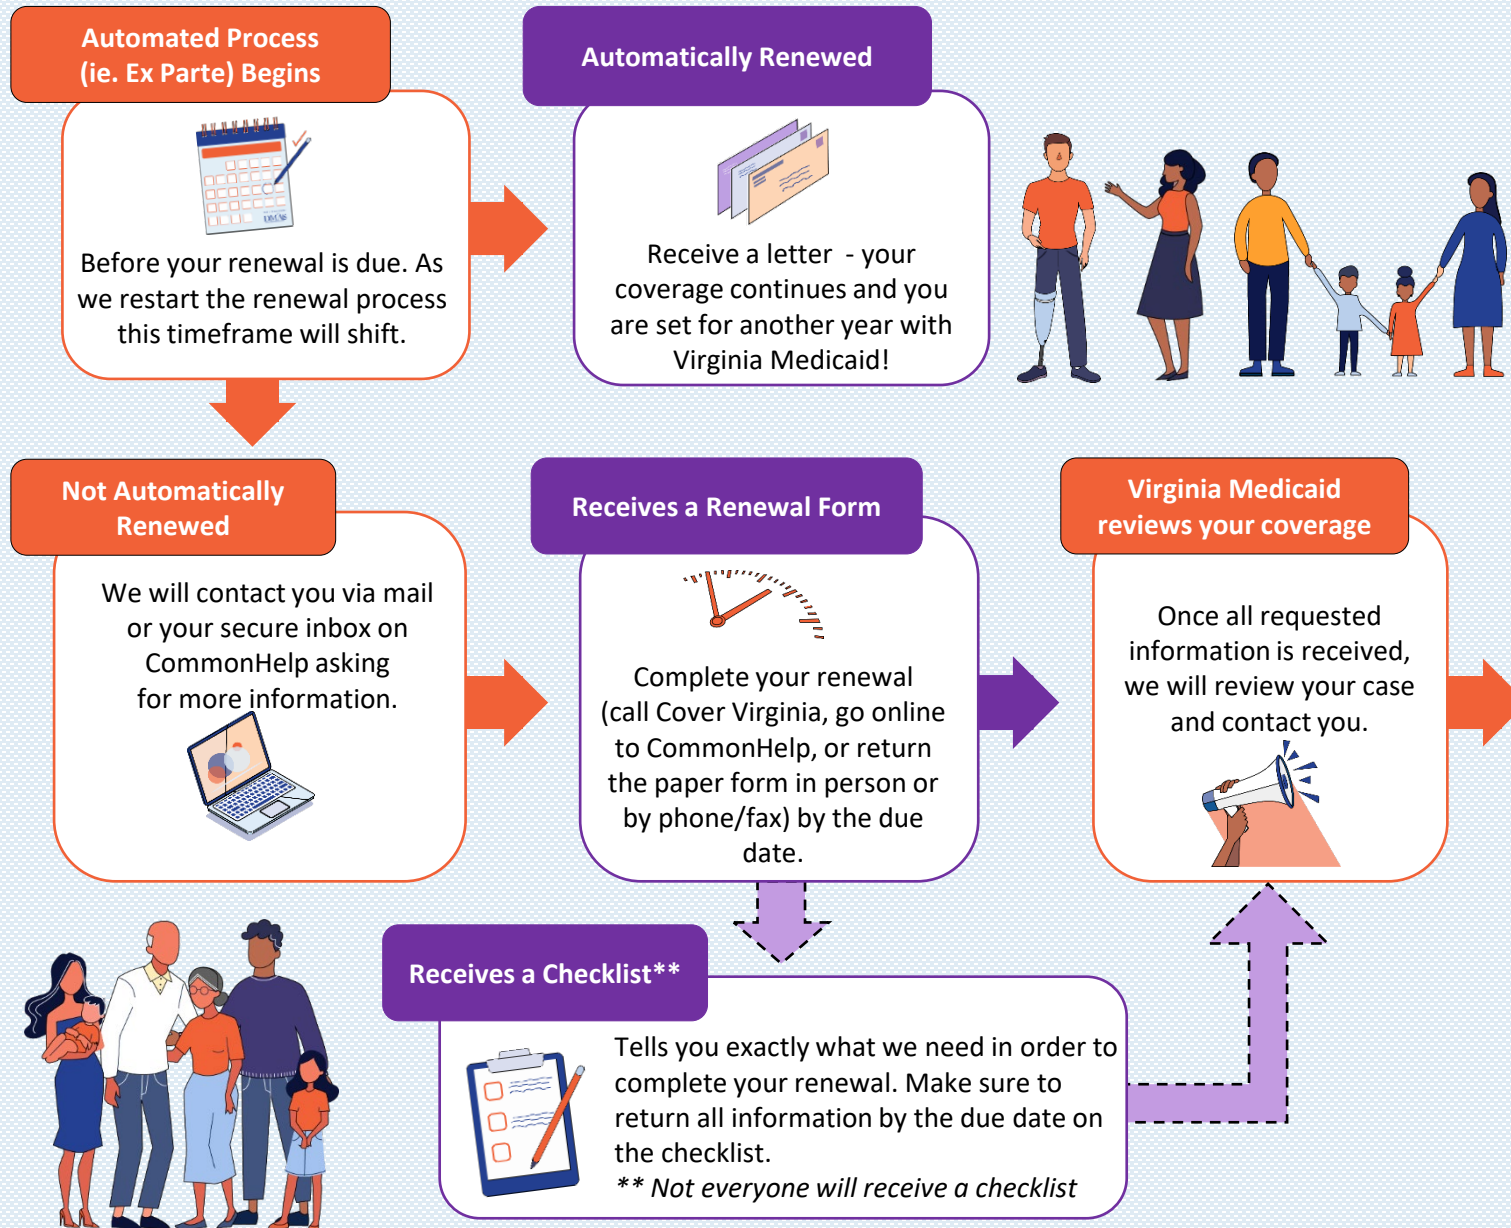 Automated Process
(ie. Ex Parte) Begins
Before your renewal is due. As
we restart the renewal process
this timeframe will shift.
Automatically Renewed
Receive a letter - your
coverage continues and you
are set for another year with
Virginia Medicaid!
Not Automatically
Renewed
We will contact you via mail
or your secure inbox on
CommonHelp asking
for more information.
Receives a Renewal Form
Complete your renewal
(call Cover Virginia, go online
to CommonHelp, or return
the paper form in person or
by phone/fax) by the due
date.
Virginia Medicaid
reviews your coverage
Once all requested
information is received,
we will review your case
and contact you.
Receives a Checklist**
Tells you exactly what we need in order to
complete your renewal. Make sure to
return all information by the due date on
the checklist.
** Not everyone will receive a checklist